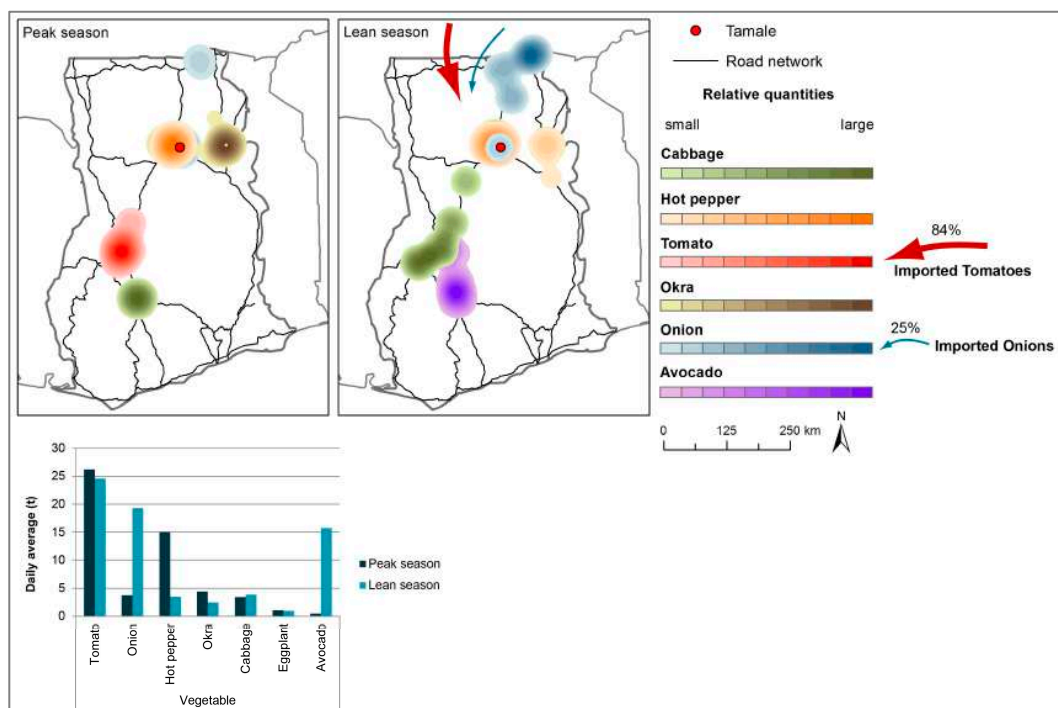 Peak season
Lean season
Tamale
Road network
Relative quantities
small large
Cabbage
Hot pepper
84%
Tomato
Imported Tomatoes
Okra
25%
Onion
Imported Onions
Avocado
N
0 125 250 km
30
25
20
15
10
5
0
Daily average (t)
Peak season
Lean season
Tomato
Onion
Hot pepper
Okra
Cabbage
Eggplant
Avocado
Vegetable